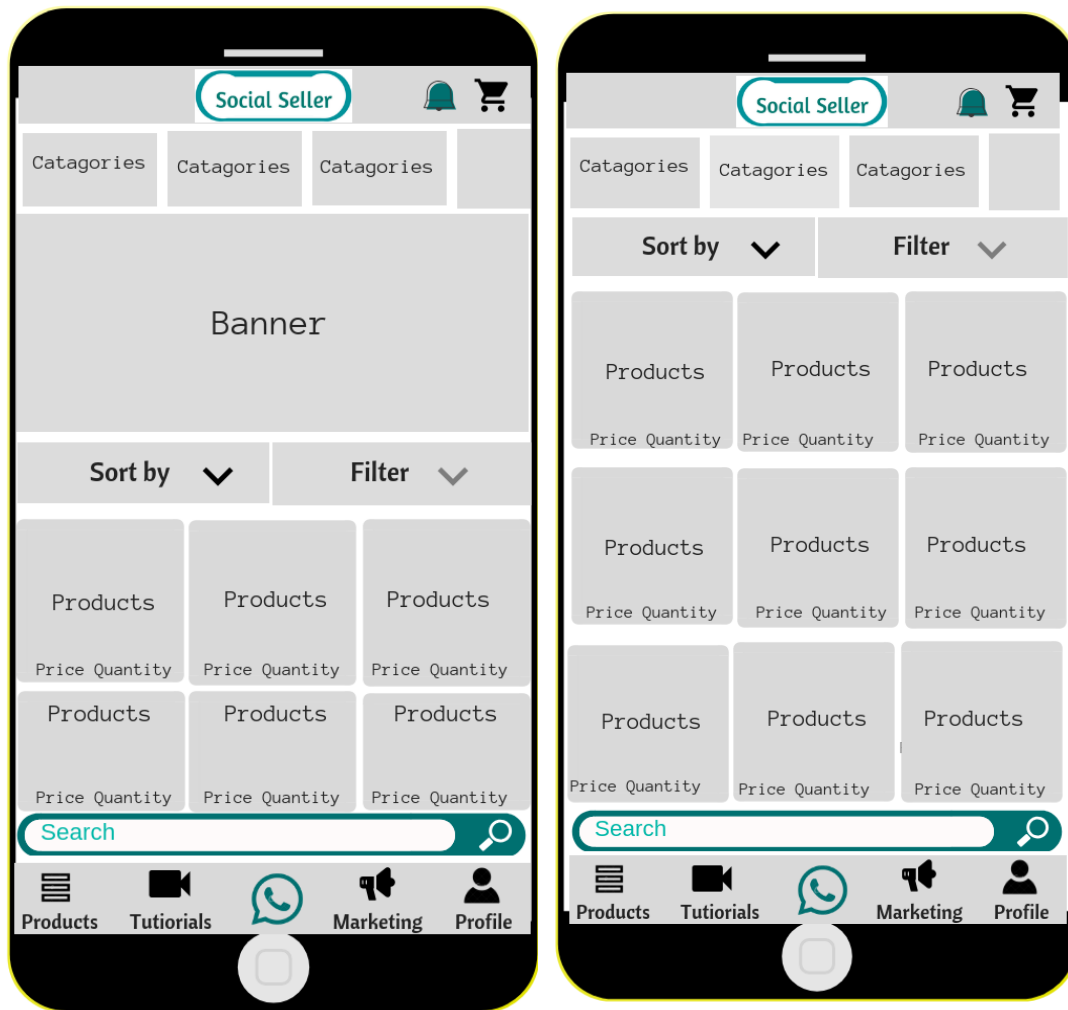 Social Seller
Catagories Catagories Catagories
Banner
Sort by Filter
Products Products Products
Price Quantity Price Quantity Price Quantity
Products Products Products
Price Quantity Price Quantity Price Quantity
Search
Products Tutiorials Marketing Profile
Social Seller
Catagories Catagories Catagories
Sort by Filter
Products Products Products
Price Quantity Price Quantity Price Quantity
Products Products Products
Price Quantity Price Quantity Price Quantity
Products Products Products
Price Quantity Price Quantity Price Quantity
Search
Products Tutiorials Marketing Profile